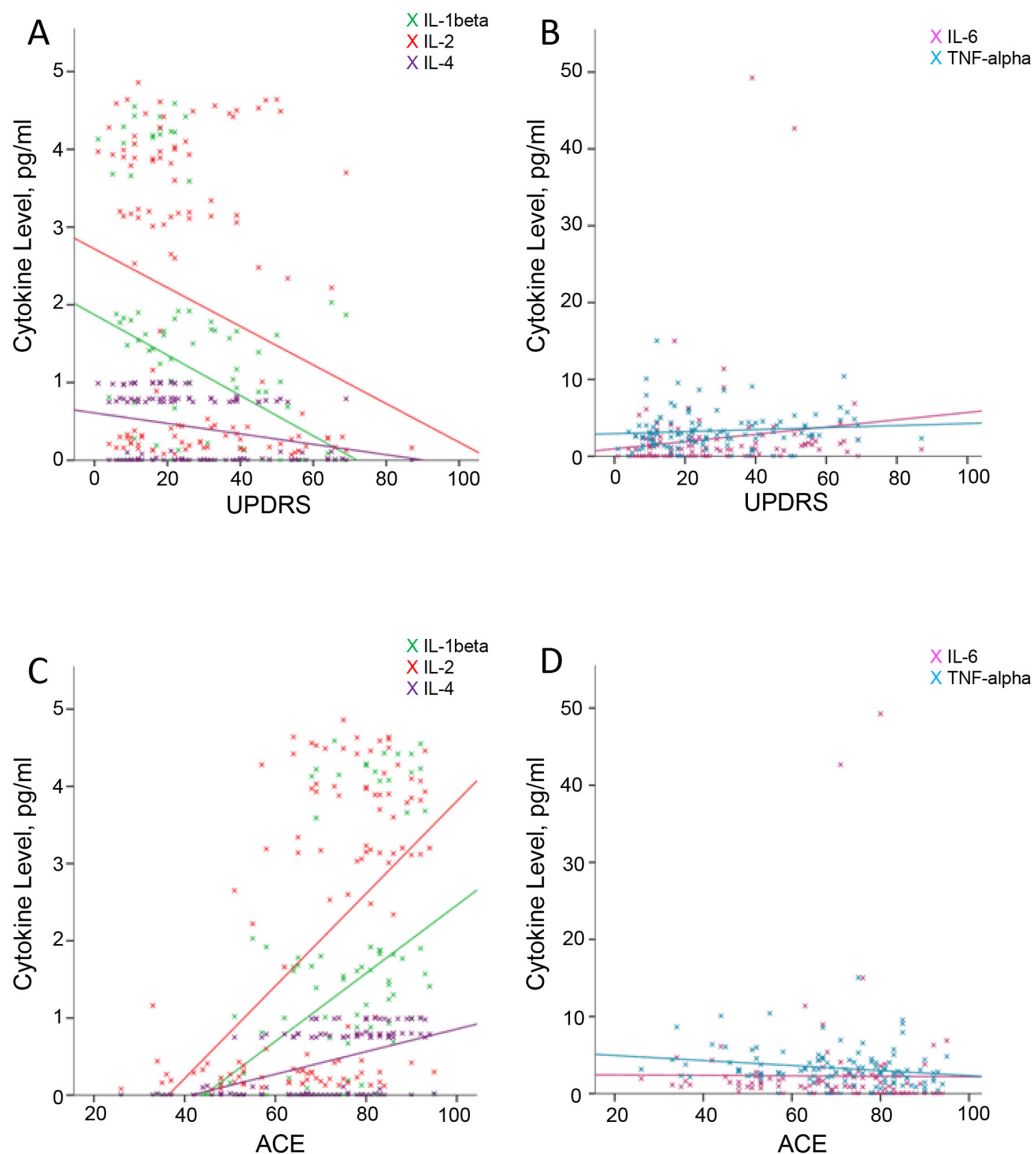 A
X IL-1beta
X IL-2
X IL-4
Cytokine Level, pg/ml
5
4
3
2
1
0
0 20 40 60 80 100
UPDRS
B
X IL-6
X TNF-alpha
Cytokine Level, pg/ml
50
40
30
20
10
0
0 20 40 60 80 100
UPDRS
C
X IL-1beta
X IL-2
X IL-4
Cytokine Level, pg/ml
5
4
3
2
1
0
20 40 60 80 100
ACE
D
X IL-6
X TNF-alpha
Cytokine Level, pg/ml
50
40
30
20
10
0
20 40 60 80 100
ACE